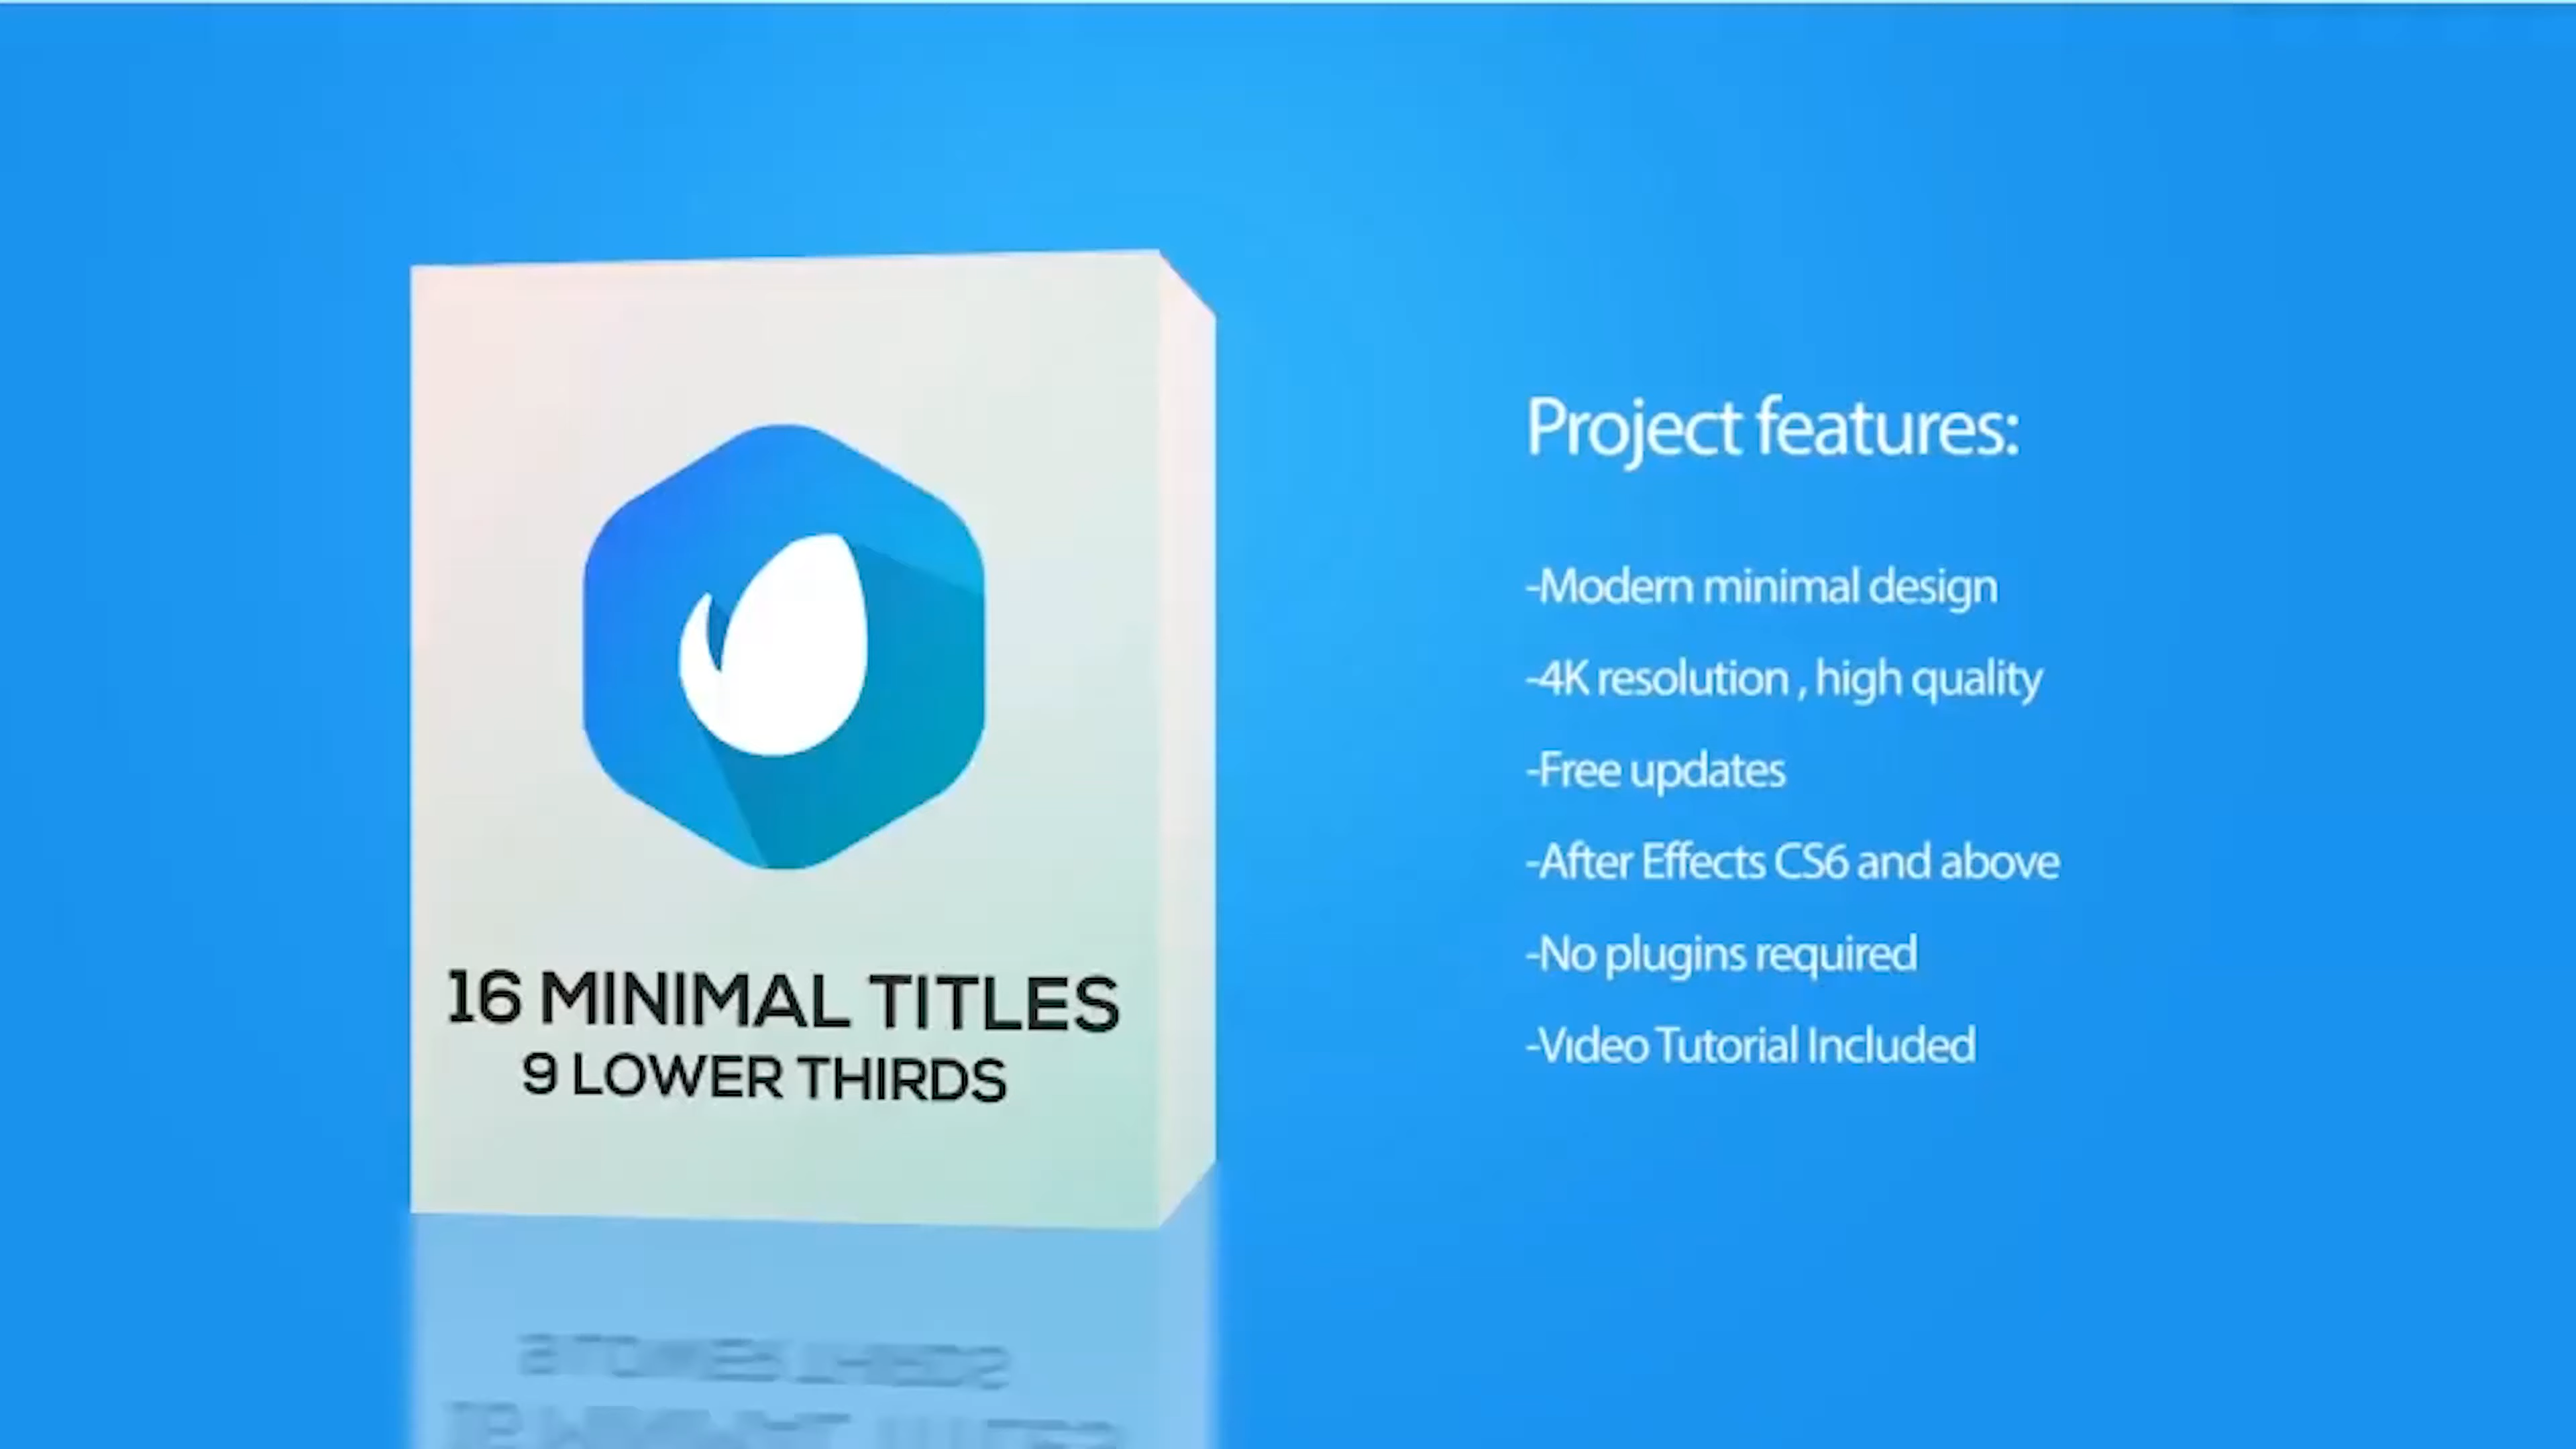 16 MINIMAL TITLES
9 LOWER THIRDS
Project features:
-Modern minimal design
-4K resolution , high quality
-Free updates
-After Effects CS6 and above
-No plugins required
-Video Tutorial Included